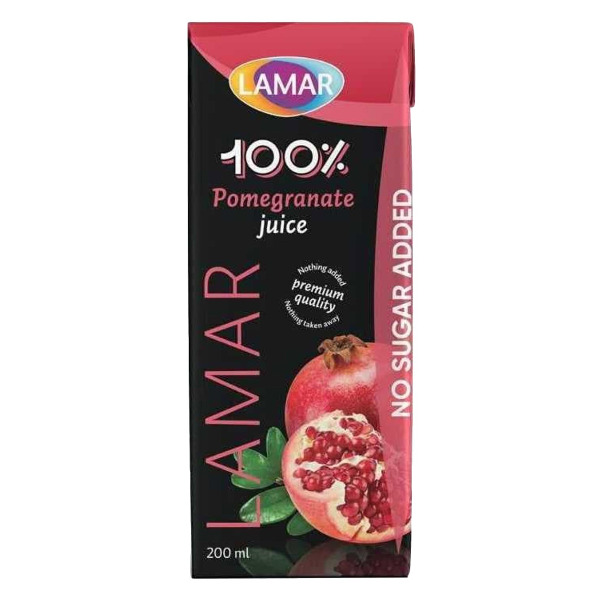 LAMAR
100%
Pomegranate
juice
Nothing added
premium
quality
Nothing taken away
LAMAR
NO SUGAR ADDED
200 ml